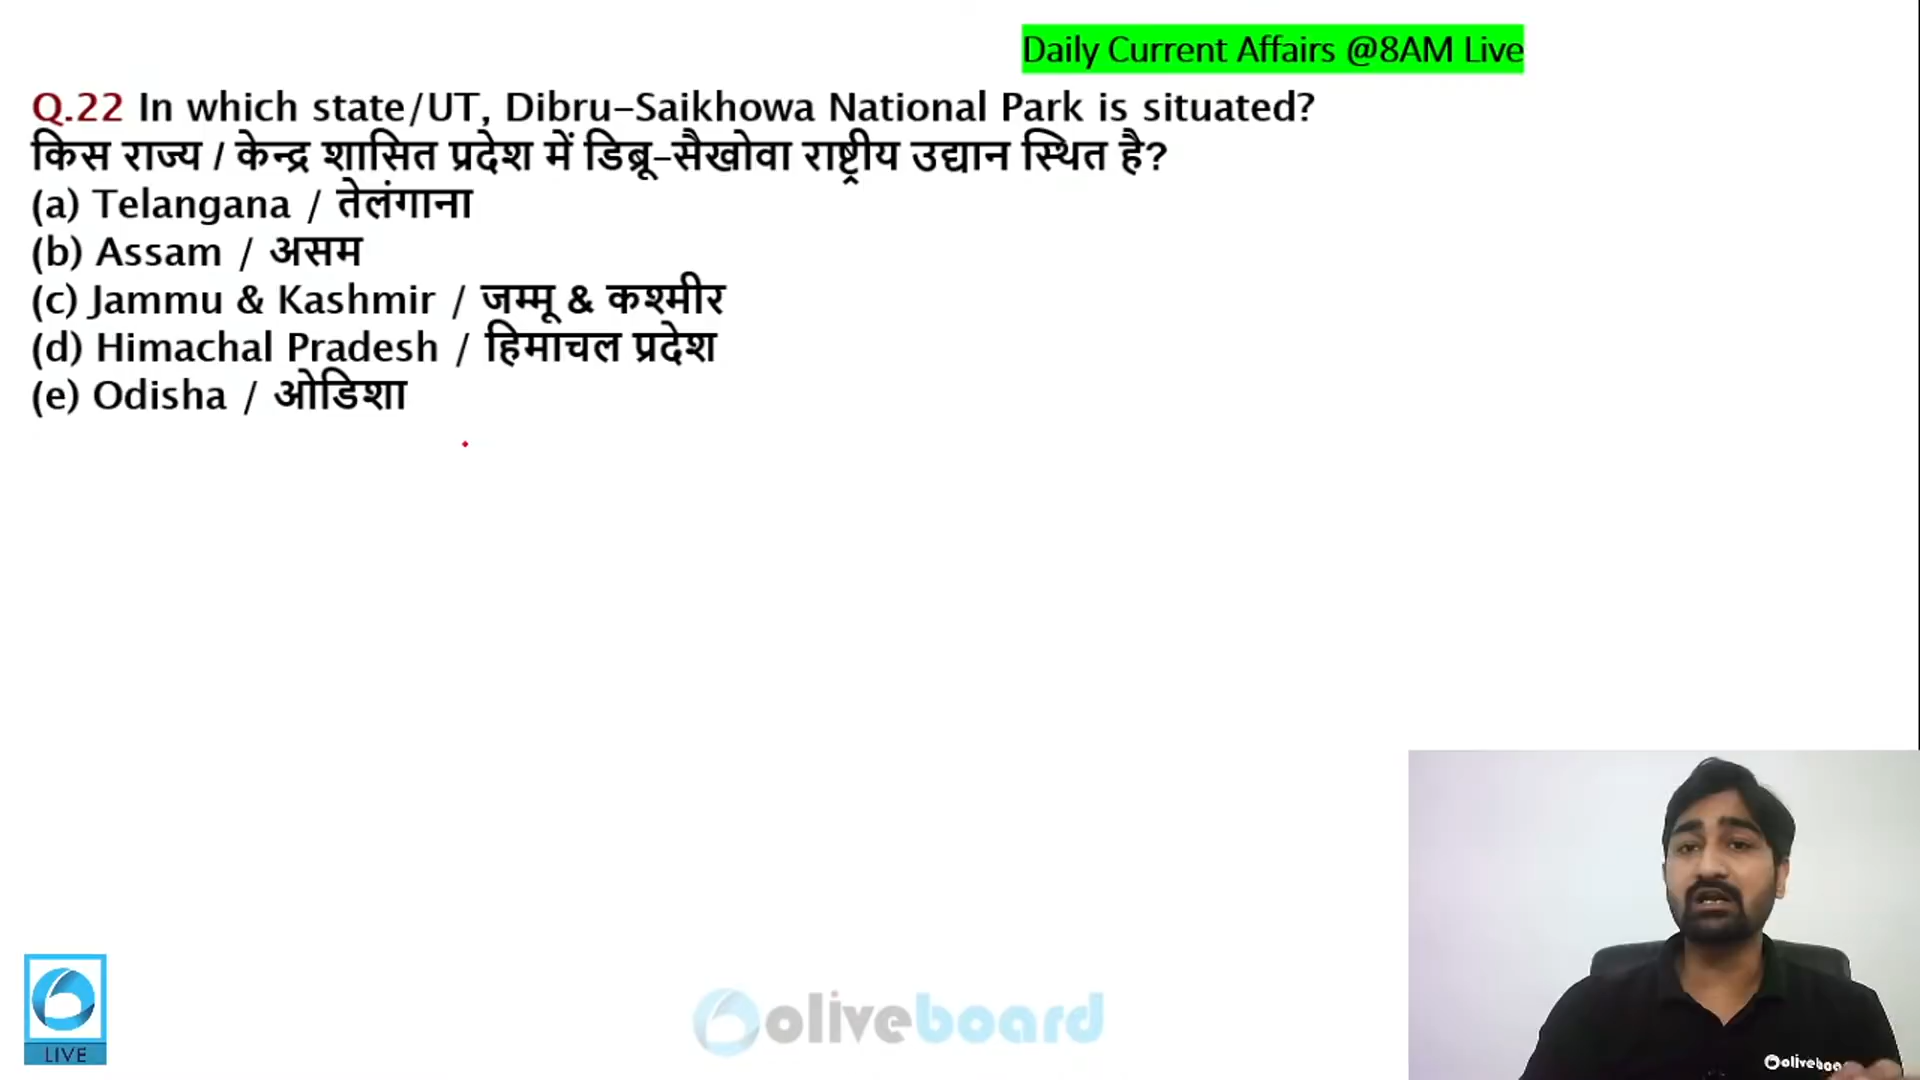 Daily Current Affairs @8AM Live
Q.22 In which state/UT, Dibru-Saikhowa National Park is situated?
किस राज्य / केन्द्र शासित प्रदेश में डिब्रू-सैखोवा राष्ट्रीय उद्यान स्थित है?
(a) Telangana / तेलंगाना
(b) Assam / असम
(c) Jammu & Kashmir / जम्मू & कश्मीर
(d) Himachal Pradesh / हिमाचल प्रदेश
(e) Odisha / ओडिशा
LIVE
oliveboard